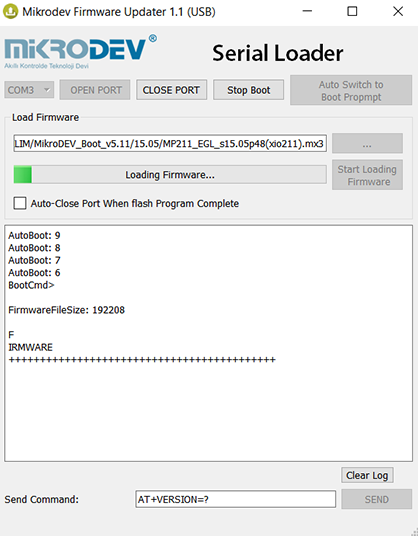 Mikrodev Firmware Updater 1.1 (USB)
MiKRODEV®
Akıllı Kontrolde Teknoloji Devi
Serial Loader
COM3
OPEN PORT
CLOSE PORT
Stop Boot
Auto Switch to
Boot Propmpt
Load Firmware
LIM/MikroDEV_Boot_v5.11/15.05/MP211_EGL_s15.05p48(xio211).mx3
...
Loading Firmware...
Start Loading
Firmware
Auto-Close Port When flash Program Complete
AutoBoot: 9
AutoBoot: 8
AutoBoot: 7
AutoBoot: 6
BootCmd>
FirmwareFileSize: 192208
F
IRMWARE
++++++++++++++++++++++++++++++++++++++++++
Clear Log
Send Command:
AT+VERSION=?
SEND